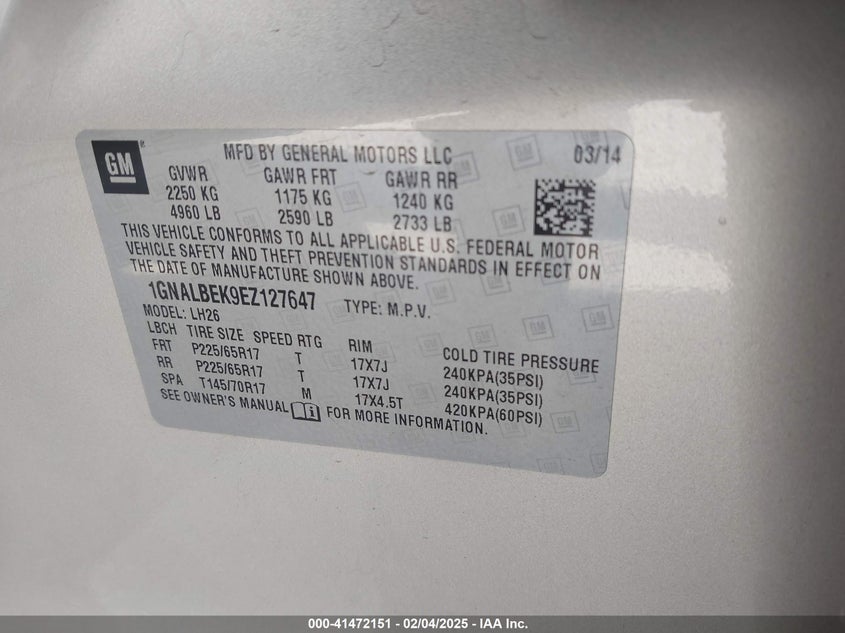 GM ®
MFD BY GENERAL MOTORS LLC 03/14
GVWR GAWR FRT GAWR RR
2250 KG 1175 KG 1240 KG
4960 LB 2590 LB 2733 LB
THIS VEHICLE CONFORMS TO ALL APPLICABLE U.S. FEDERAL MOTOR
VEHICLE SAFETY AND THEFT PREVENTION STANDARDS IN EFFECT ON
THE DATE OF MANUFACTURE SHOWN ABOVE.
1GNALBEK9EZ127647 TYPE: M.P.V.
MODEL: LH26
LBCH TIRE SIZE SPEED RTG RIM COLD TIRE PRESSURE
FRT P225/65R17 T 17X7J 240KPA(35PSI)
RR P225/65R17 T 17X7J 240KPA(35PSI)
SPA T145/70R17 M 17X4.5T 420KPA(60PSI)
SEE OWNER'S MANUAL FOR MORE INFORMATION.
000-41472151 - 02/04/2025 - IAA Inc.